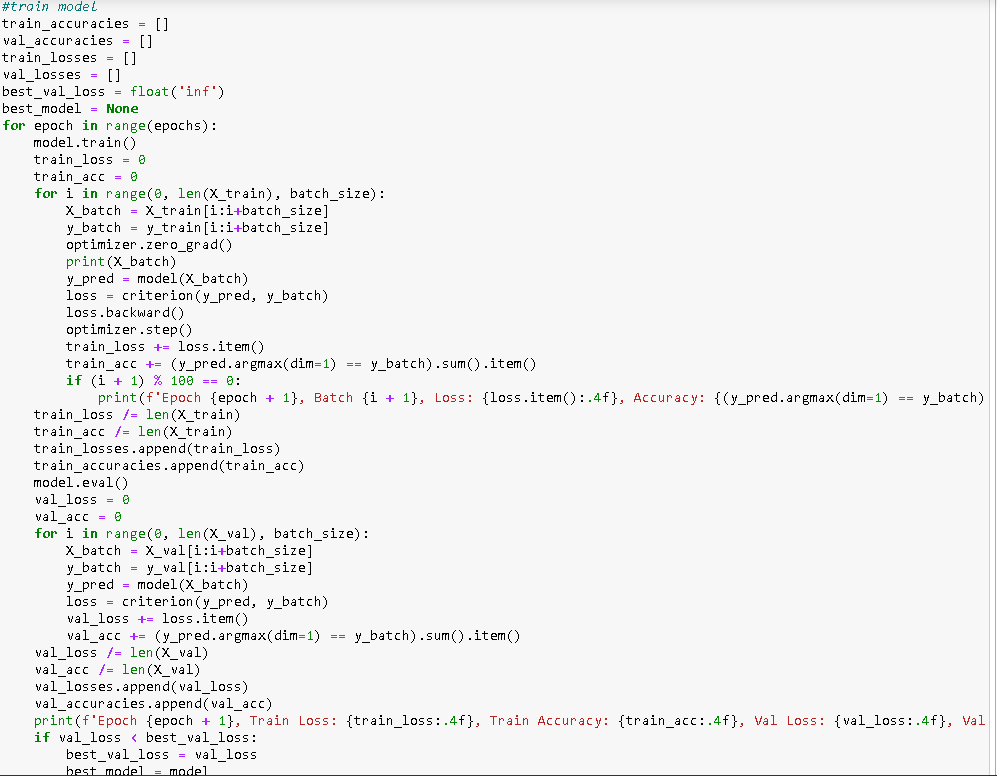 #train model
train_accuracies = []
val_accuracies = []
train_losses = []
val_losses = []
best_val_loss = float('inf')
best_model = None
for epoch in range(epochs):
    model.train()
    train_loss = 0
    train_acc = 0
    for i in range(0, len(X_train), batch_size):
        X_batch = X_train[i:i+batch_size]
        y_batch = y_train[i:i+batch_size]
        optimizer.zero_grad()
        print(X_batch)
        y_pred = model(X_batch)
        loss = criterion(y_pred, y_batch)
        loss.backward()
        optimizer.step()
        train_loss += loss.item()
        train_acc += (y_pred.argmax(dim=1) == y_batch).sum().item()
        if (i + 1) % 100 == 0:
            print(f'Epoch {epoch + 1}, Batch {i + 1}, Loss: {loss.item():.4f}, Accuracy: {(y_pred.argmax(dim=1) == y_batch)
    train_loss /= len(X_train)
    train_acc /= len(X_train)
    train_losses.append(train_loss)
    train_accuracies.append(train_acc)
    model.eval()
    val_loss = 0
    val_acc = 0
    for i in range(0, len(X_val), batch_size):
        X_batch = X_val[i:i+batch_size]
        y_batch = y_val[i:i+batch_size]
        y_pred = model(X_batch)
        loss = criterion(y_pred, y_batch)
        val_loss += loss.item()
        val_acc += (y_pred.argmax(dim=1) == y_batch).sum().item()
    val_loss /= len(X_val)
    val_acc /= len(X_val)
    val_losses.append(val_loss)
    val_accuracies.append(val_acc)
    print(f'Epoch {epoch + 1}, Train Loss: {train_loss:.4f}, Train Accuracy: {train_acc:.4f}, Val Loss: {val_loss:.4f}, Val
    if val_loss < best_val_loss:
        best_val_loss = val_loss
        best_model = model